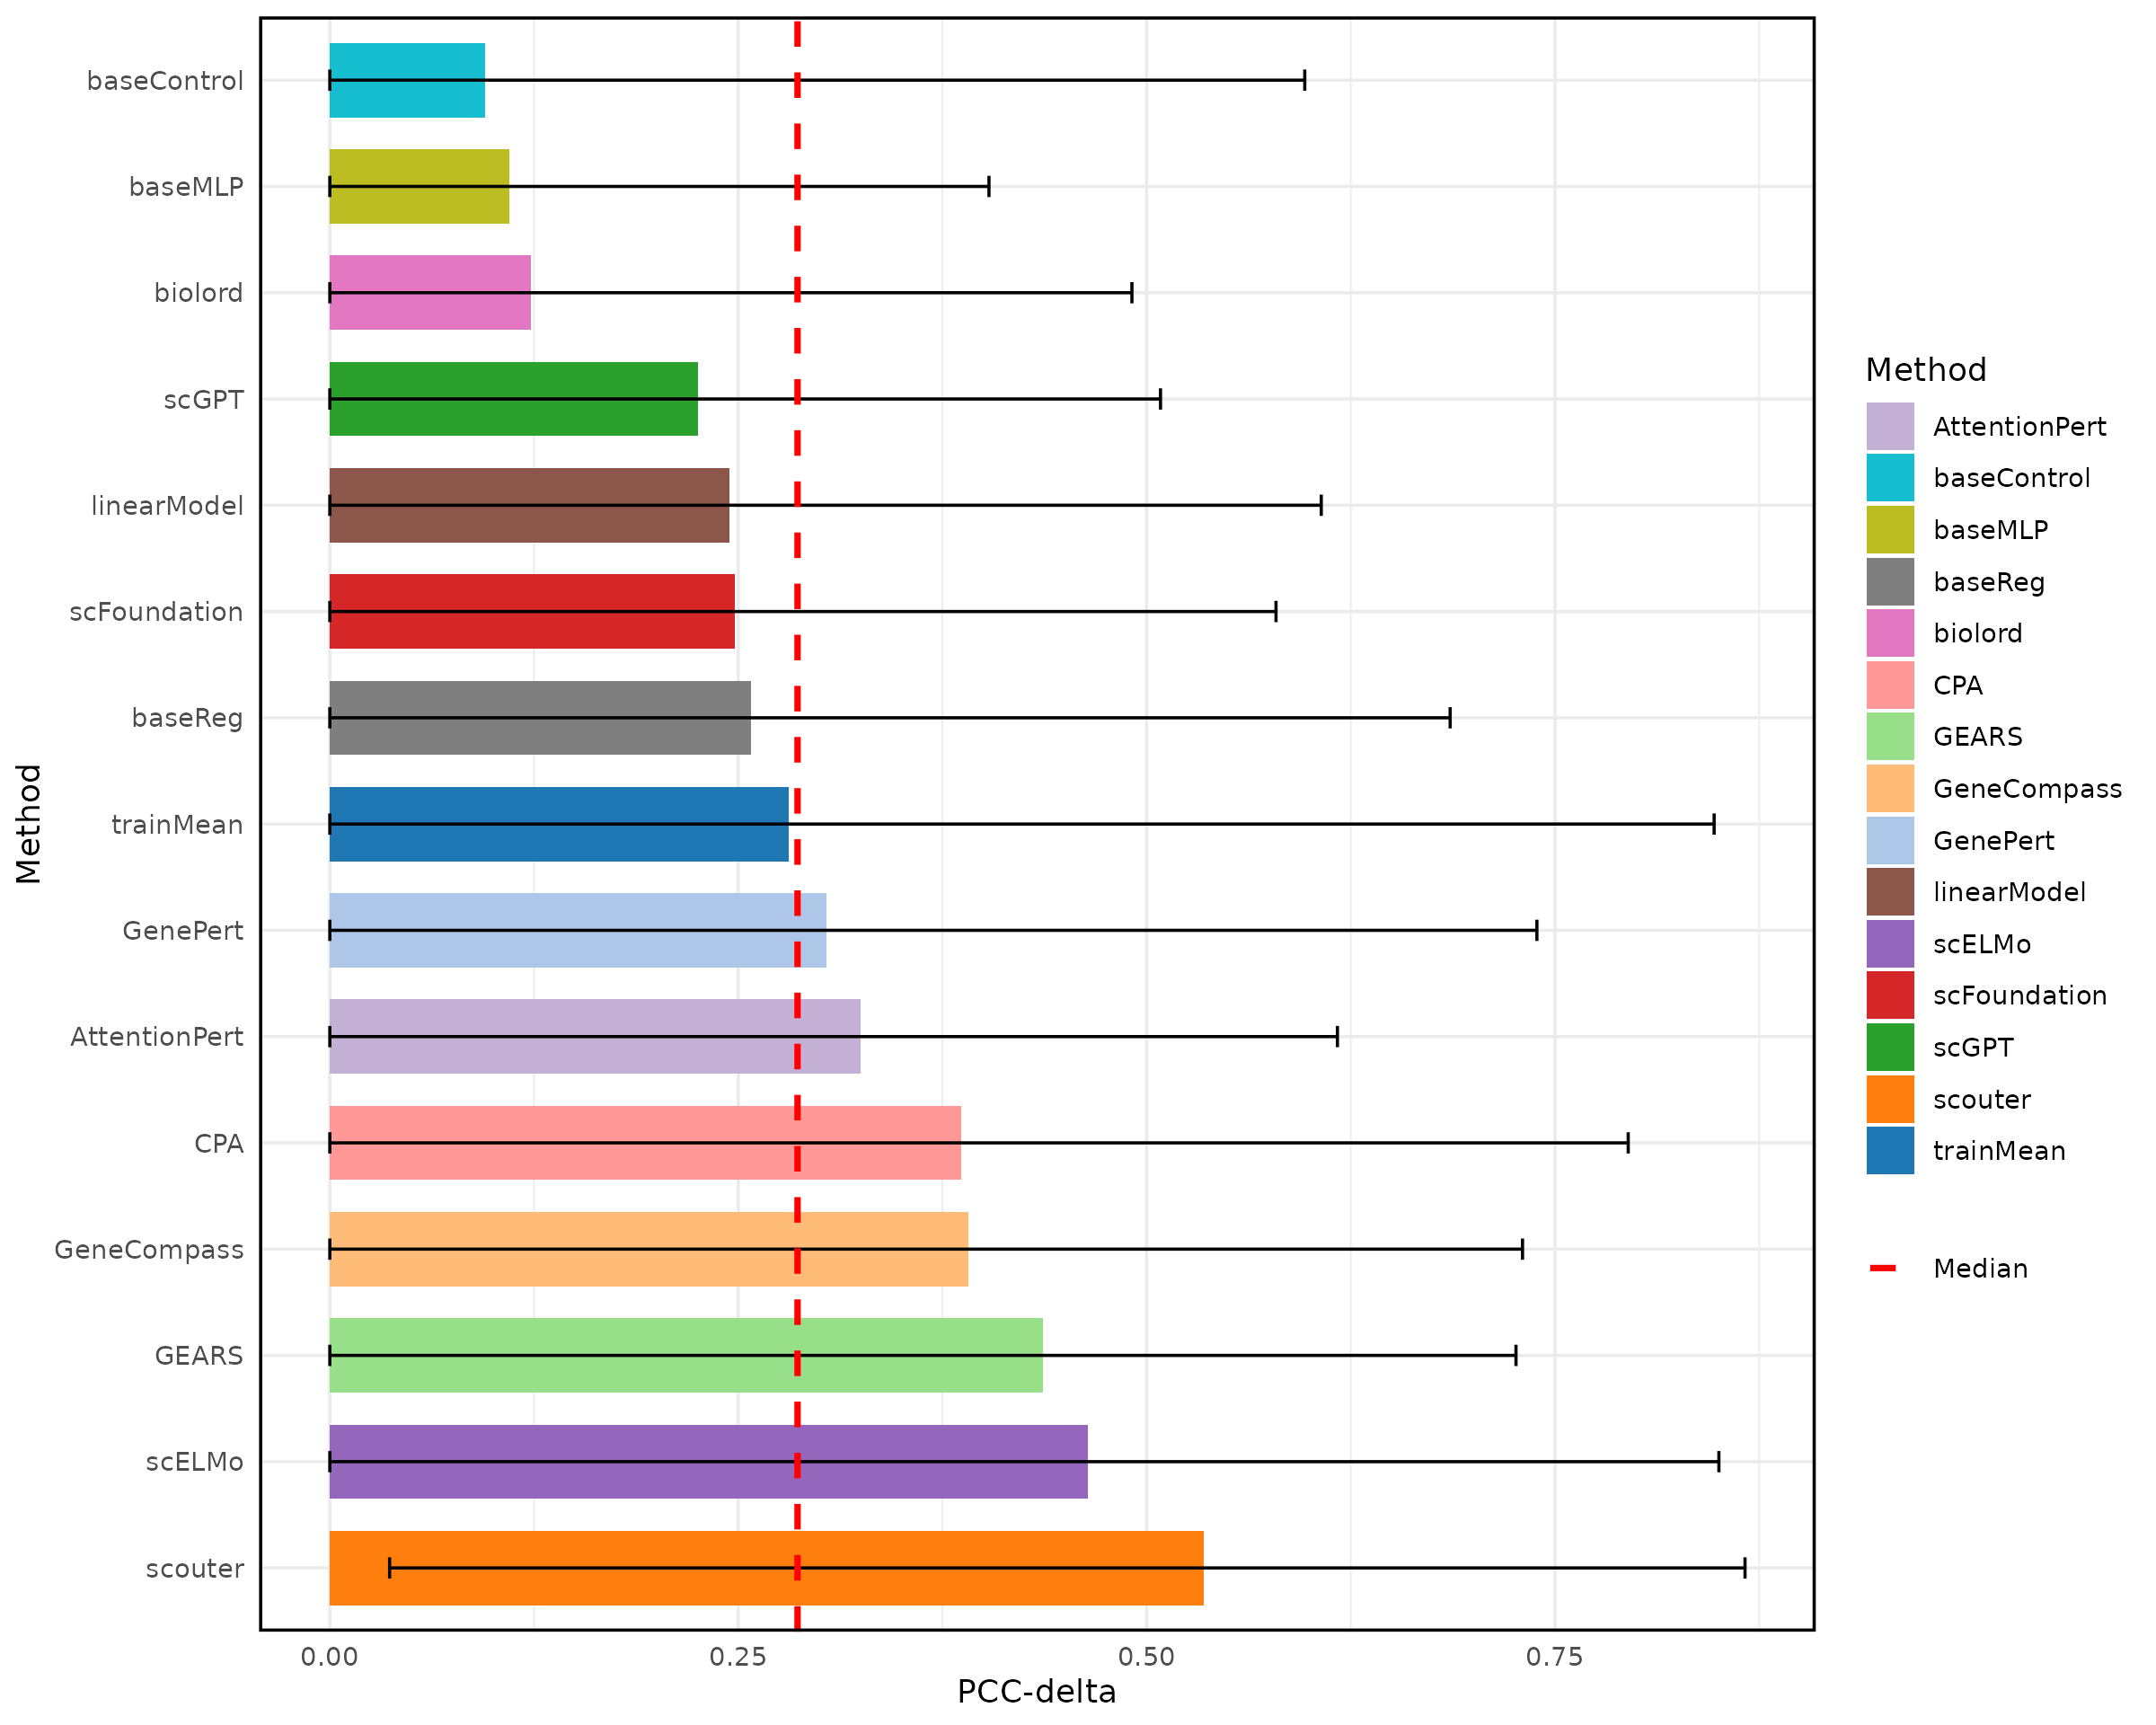 baseControl
baseMLP
biolord
scGPT
linearModel
scFoundation
baseReg
trainMean
GenePert
AttentionPert
CPA
GeneCompass
GEARS
scELMo
scouter
Method
0.00 0.25 0.50 0.75
PCC-delta
Method
AttentionPert
baseControl
baseMLP
baseReg
biolord
CPA
GEARS
GeneCompass
GenePert
linearModel
scELMo
scFoundation
scGPT
scouter
trainMean
Median